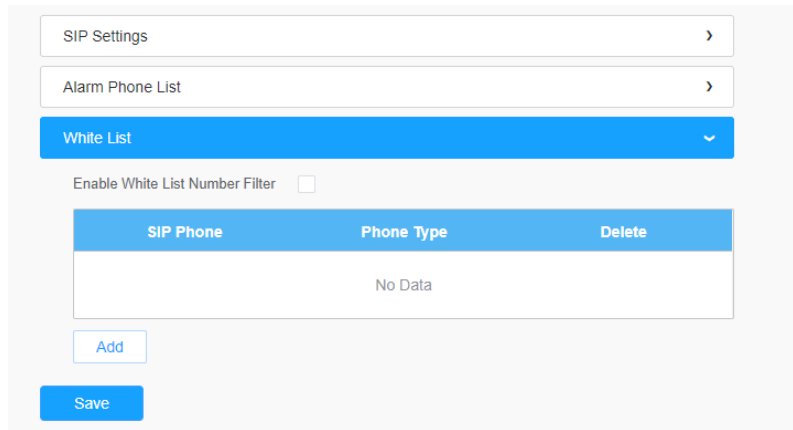 SIP Settings
Alarm Phone List
White List
Enable White List Number Filter
SIP Phone Phone Type Delete
No Data
Add
Save